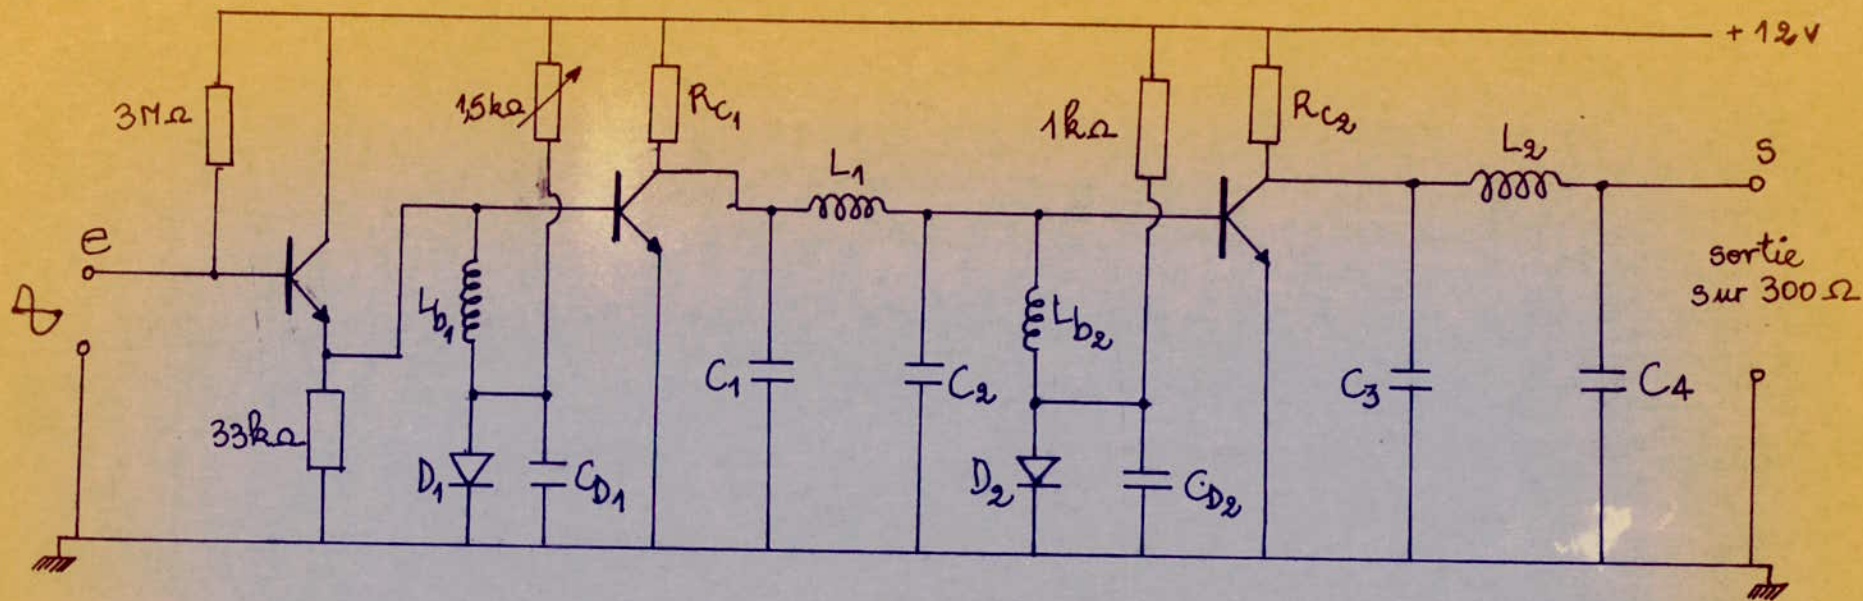 +12V
3MΩ
1,5kΩ
RC1
1kΩ
RC2
L1
L2
S
e
sortie
sur 300Ω
Lb1
Lb2
C1
C2
C3
C4
33kΩ
D1
CD1
D2
CD2